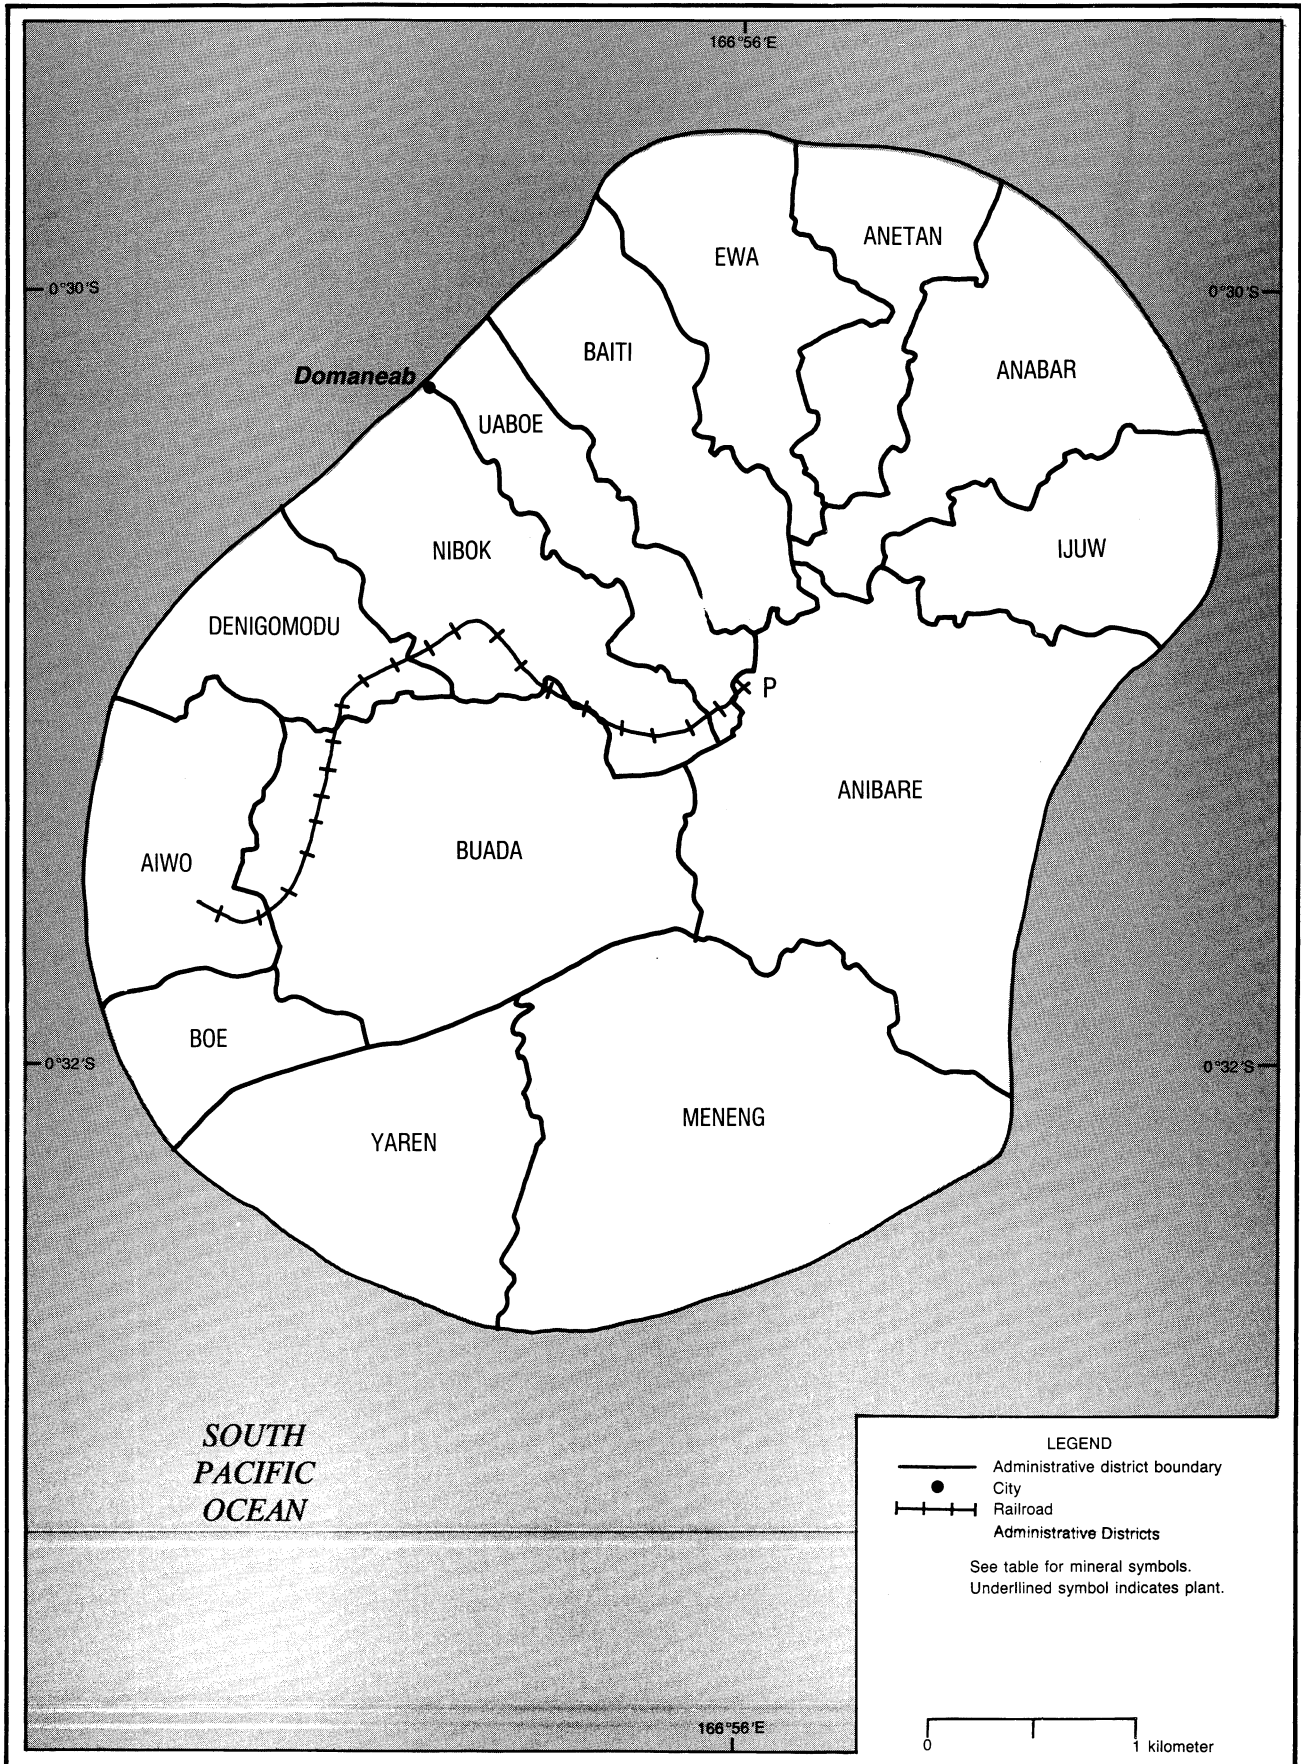 166°56'E
ANETAN
EWA
0°30'S
0°30'S
BAITI
ANABAR
Domaneab
UABOE
NIBOK
IJUW
DENIGOMODU
P
ANIBARE
BUADA
AIWO
BOE
0°32'S
0°32'S
MENENG
YAREN
SOUTH
PACIFIC
OCEAN
LEGEND
Administrative district boundary
City
Railroad
Administrative Districts
See table for mineral symbols.
Underllined symbol indicates plant.
166°56'E
0 1 kilometer